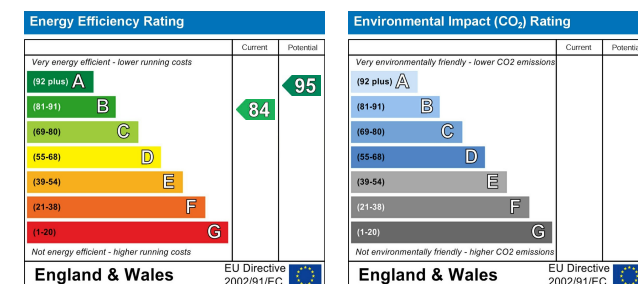 Energy Efficiency Rating
Current Potential
Very energy efficient - lower running costs
(92 plus) A
95
(81-91) B
84
(69-80) C
(55-68) D
(39-54) E
(21-38) F
(1-20) G
Not energy efficient - higher running costs
England & Wales
EU Directive
2002/91/EC
Environmental Impact (CO2) Rating
Current Potential
Very environmentally friendly - lower CO2 emissions
(92 plus) A
(81-91) B
(69-80) C
(55-68) D
(39-54) E
(21-38) F
(1-20) G
Not environmentally friendly - higher CO2 emissions
England & Wales
EU Directive
2002/91/EC